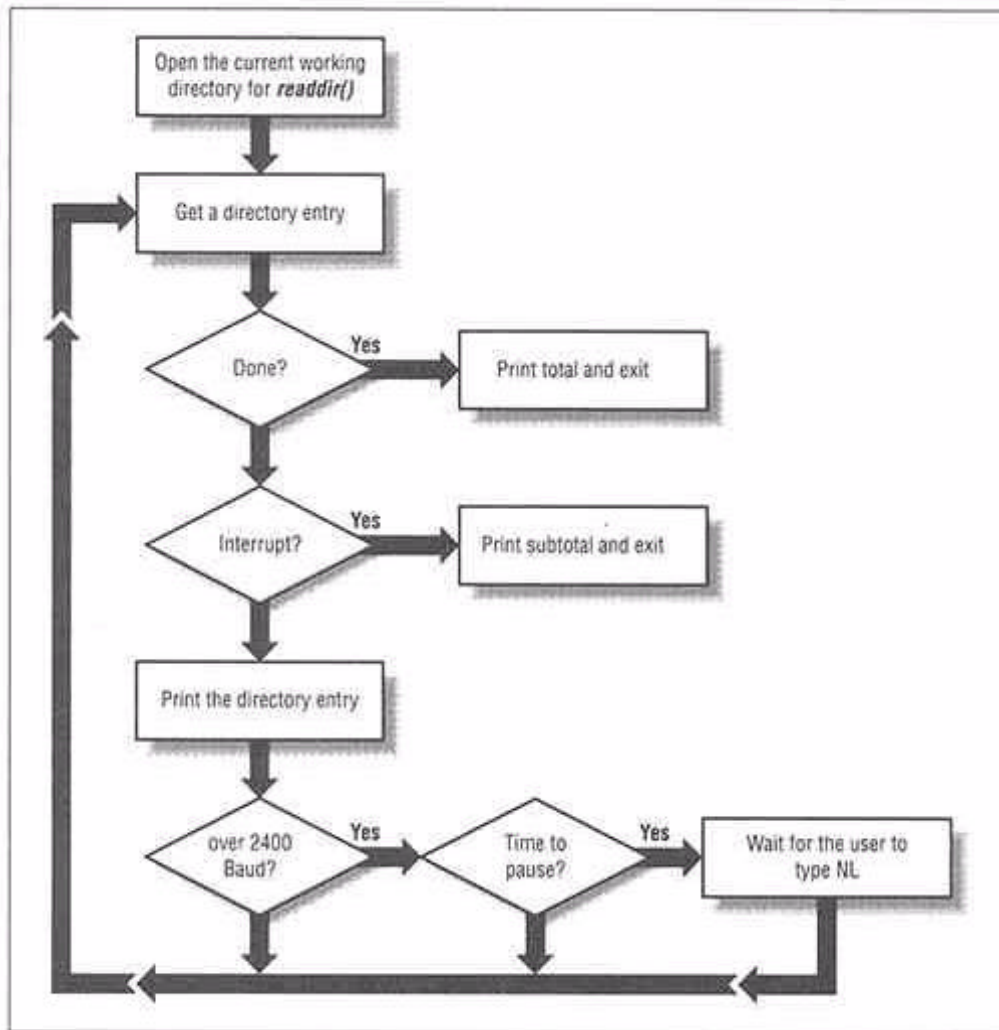 Open the current working
directory for readdir()
Get a directory entry
Done?
Yes
Print total and exit
Interrupt?
Yes
Print subtotal and exit
Print the directory entry
over 2400
Baud?
Yes
Time to
pause?
Yes
Wait for the user to
type NL